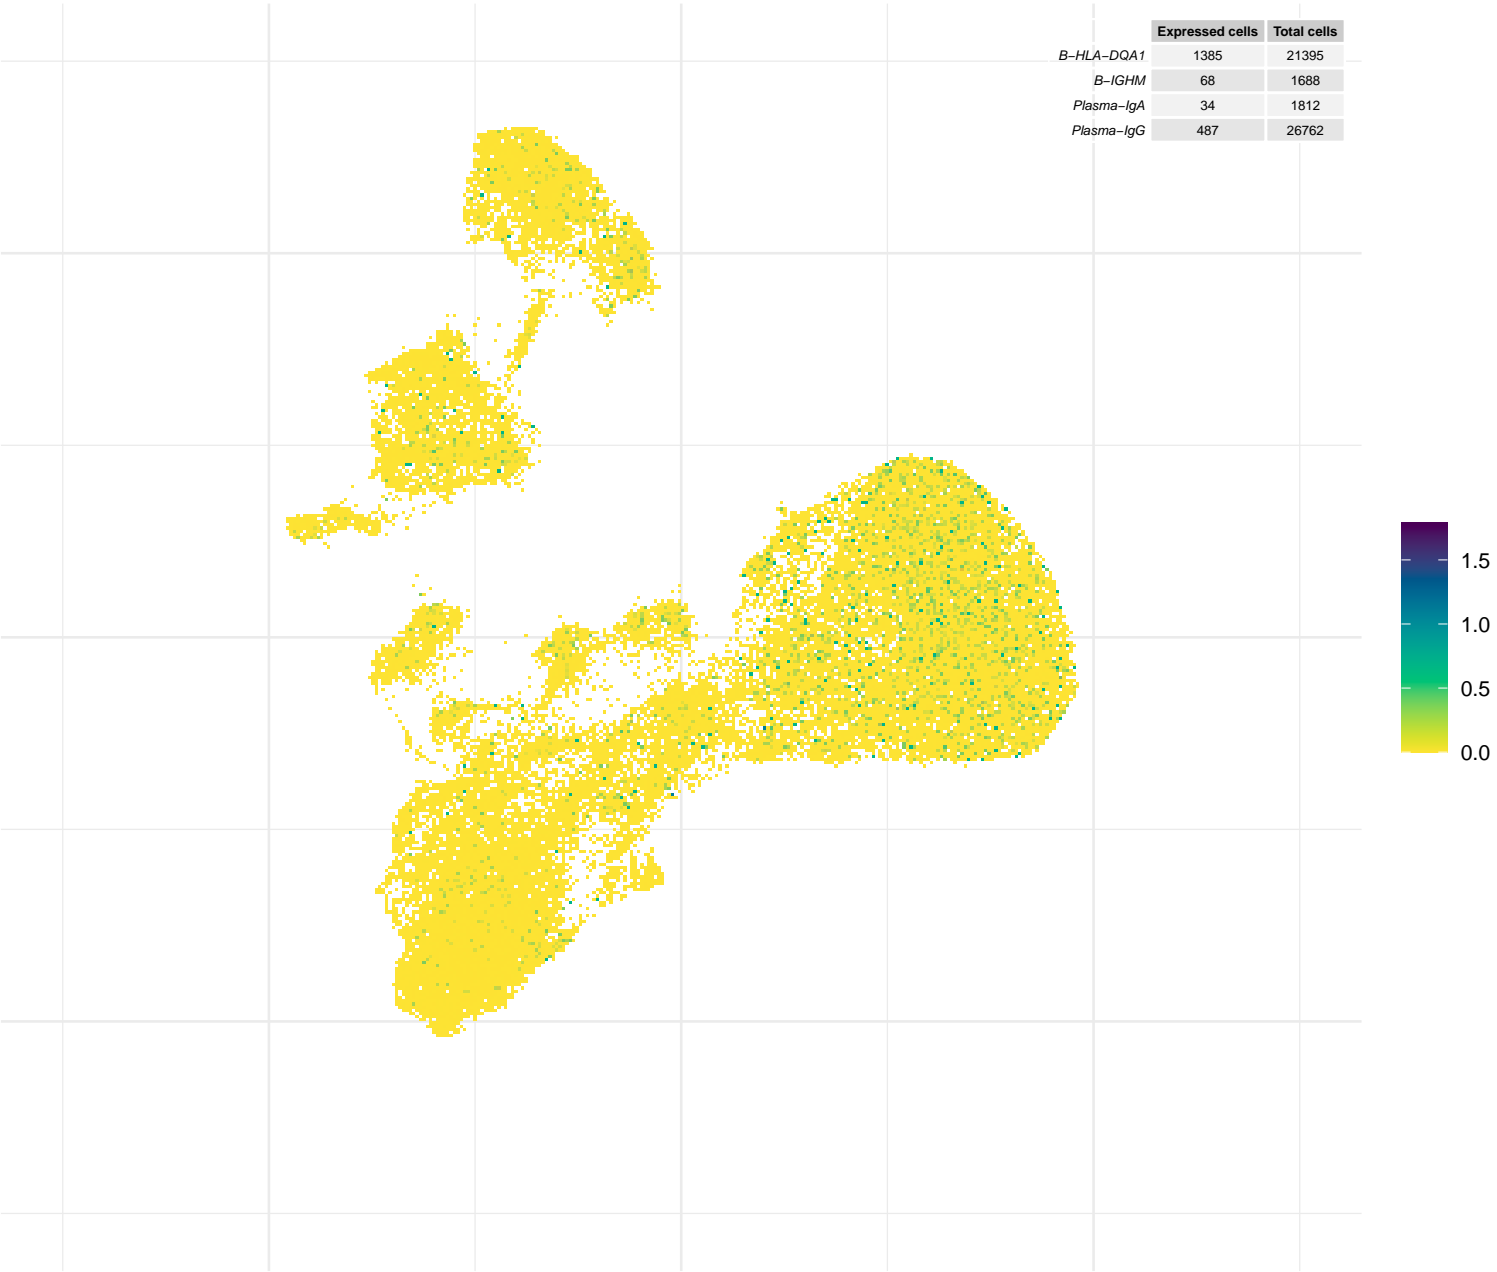 Expressed cells Total cells
B−HLA−DQA1 1385 21395
B−IGHM 68 1688
Plasma−IgA 34 1812
Plasma−IgG 487 26762
1.5
1.0
0.5
0.0